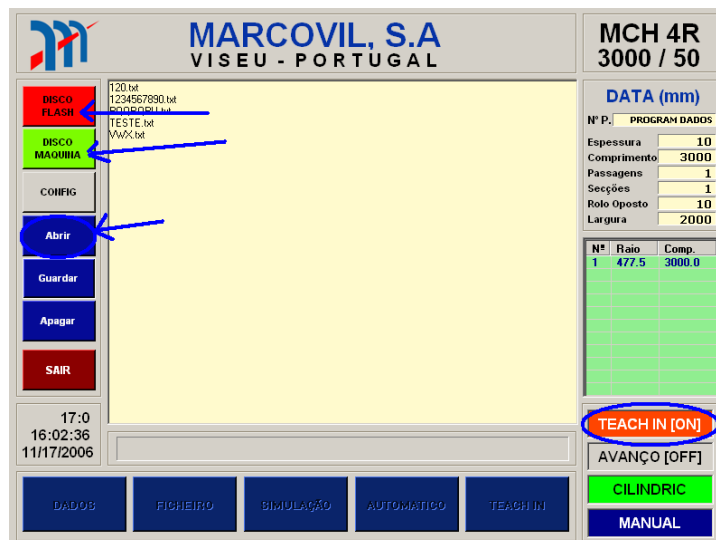 MARCOVIL, S.A
VISEU - PORTUGAL
MCH 4R
3000 / 50
DISCO
FLASH
DISCO
MAQUINA
CONFIG
Abrir
Guardar
Apagar
SAIR
120.txt
1234567890.txt
TESTE.txt
VWX.txt
DATA (mm)
Nº P. PROGRAM DADOS
Espessura 10
Comprimento 3000
Passagens 1
Secções 1
Rolo Oposto 10
Largura 2000
Nº Raio Comp.
1 477.5 3000.0
17:0
16:02:36
11/17/2006
TEACH IN [ON]
AVANÇO [OFF]
CILINDRIC
MANUAL
DADOS
FICHEIRO
SIMULAÇÃO
AUTOMATICO
TEACH IN